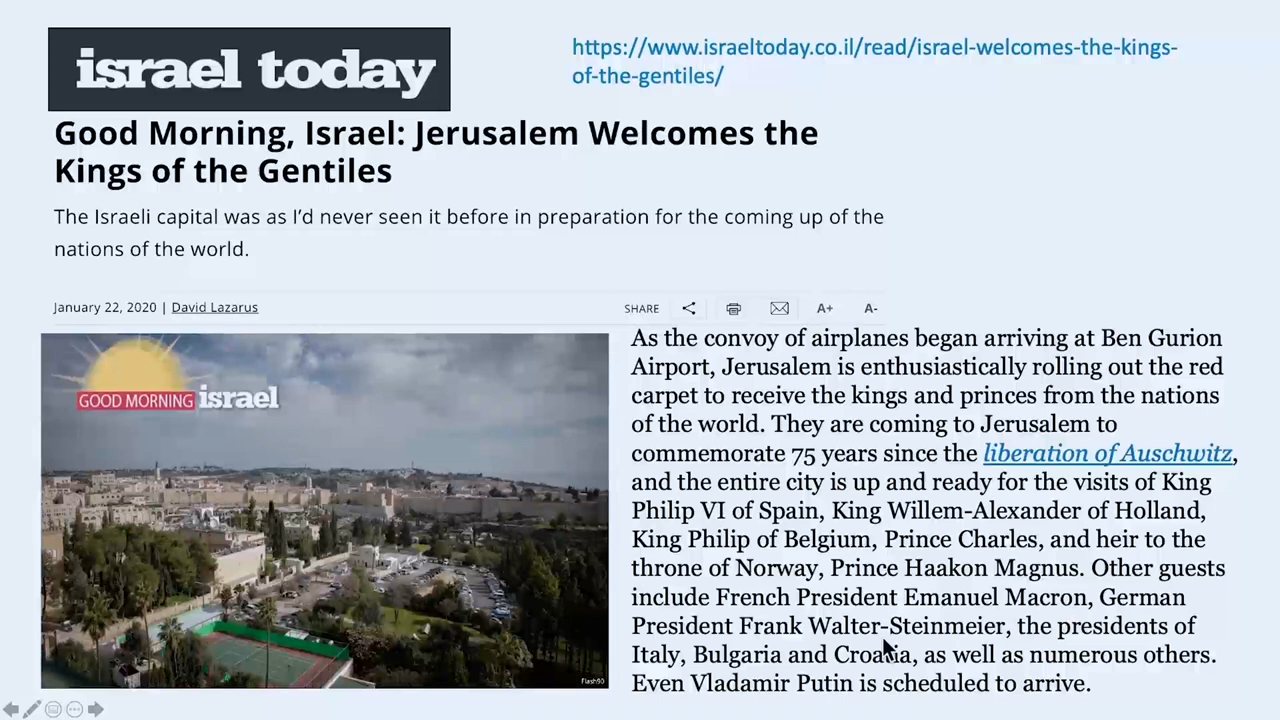 israel today
https://www.israeltoday.co.il/read/israel-welcomes-the-kings-
of-the-gentiles/
Good Morning, Israel: Jerusalem Welcomes the
Kings of the Gentiles
The Israeli capital was as I’d never seen it before in preparation for the coming up of the
nations of the world.
January 22, 2020 | David Lazarus
SHARE
A+
A-
GOOD MORNING israel
Flash90
As the convoy of airplanes began arriving at Ben Gurion
Airport, Jerusalem is enthusiastically rolling out the red
carpet to receive the kings and princes from the nations
of the world. They are coming to Jerusalem to
commemorate 75 years since the liberation of Auschwitz,
and the entire city is up and ready for the visits of King
Philip VI of Spain, King Willem-Alexander of Holland,
King Philip of Belgium, Prince Charles, and heir to the
throne of Norway, Prince Haakon Magnus. Other guests
include French President Emanuel Macron, German
President Frank Walter-Steinmeier, the presidents of
Italy, Bulgaria and Croatia, as well as numerous others.
Even Vladamir Putin is scheduled to arrive.